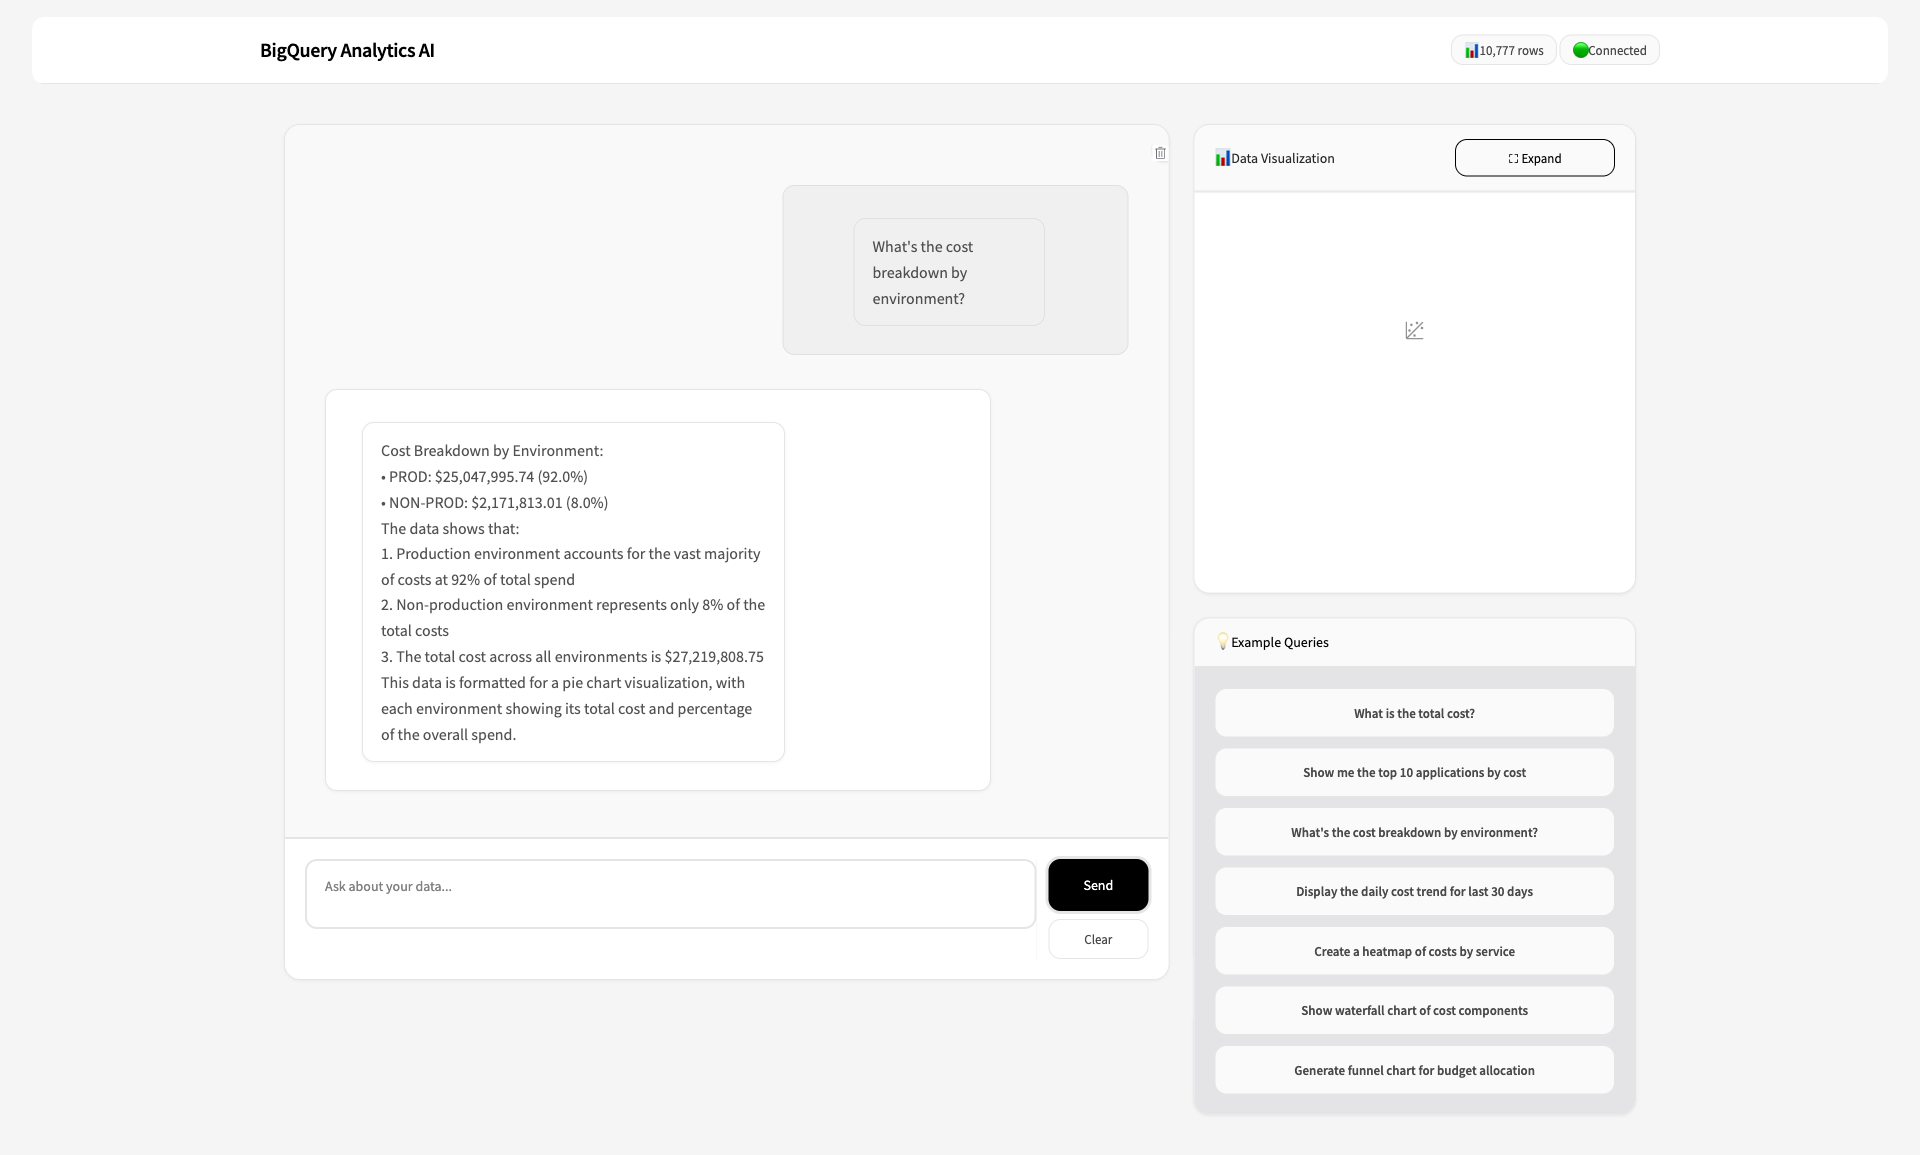 BigQuery Analytics AI
10,777 rows
Connected
What's the cost
breakdown by
environment?
Cost Breakdown by Environment:
• PROD: $25,047,995.74 (92.0%)
• NON-PROD: $2,171,813.01 (8.0%)
The data shows that:
1. Production environment accounts for the vast majority
of costs at 92% of total spend
2. Non-production environment represents only 8% of the
total costs
3. The total cost across all environments is $27,219,808.75
This data is formatted for a pie chart visualization, with
each environment showing its total cost and percentage
of the overall spend.
Ask about your data...
Send
Clear
Data Visualization
Expand
Example Queries
What is the total cost?
Show me the top 10 applications by cost
What's the cost breakdown by environment?
Display the daily cost trend for last 30 days
Create a heatmap of costs by service
Show waterfall chart of cost components
Generate funnel chart for budget allocation